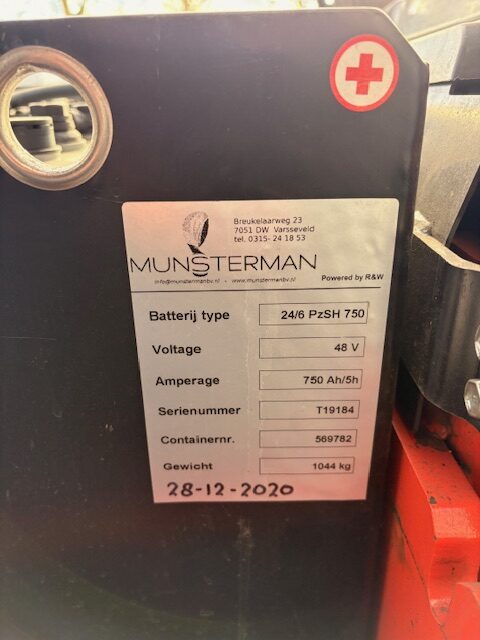 Breukelaarweg 23
7051 DW Varsseveld
tel. 0315- 24 18 53
MUNSTERMAN
info@munstermanbv.nl - www.munstermanbv.nl
Powered by R&W
Batterij type 24/6 PzSH 750
Voltage 48 V
Amperage 750 Ah/5h
Serienummer T19184
Containernr. 569782
Gewicht 1044 kg
28-12-2020